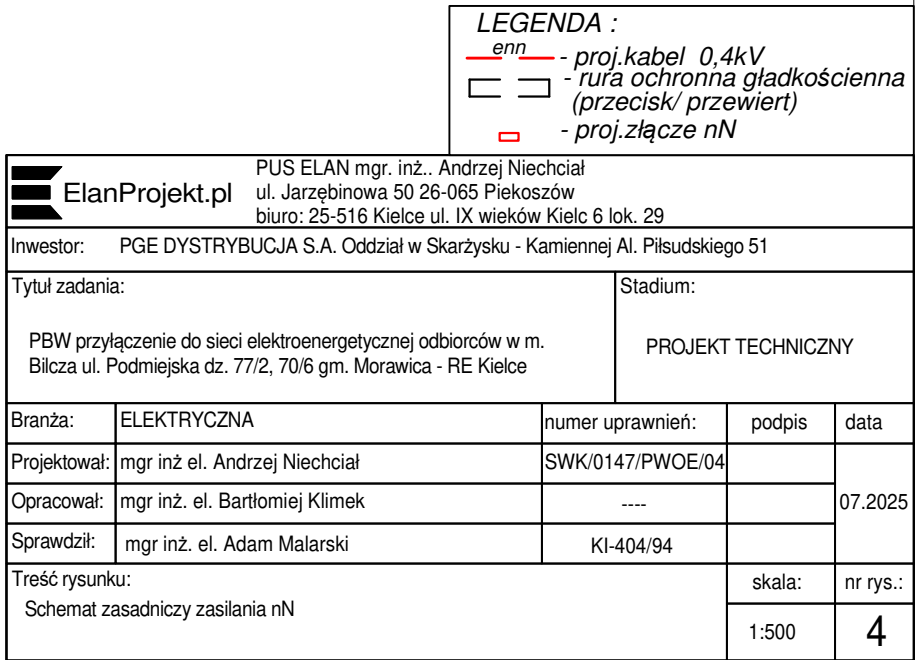 LEGENDA :
enn
- proj.kabel 0,4kV
- rura ochronna gładkościenna
(przecisk/ przewiert)
- proj.złącze nN
ElanProjekt.pl
PUS ELAN mgr. inż.. Andrzej Niechciał
ul. Jarzębinowa 50 26-065 Piekoszów
biuro: 25-516 Kielce ul. IX wieków Kielc 6 lok. 29
Inwestor: PGE DYSTRYBUCJA S.A. Oddział w Skarżysku - Kamiennej Al. Piłsudskiego 51
Tytuł zadania:
PBW przyłączenie do sieci elektroenergetycznej odbiorców w m.
Bilcza ul. Podmiejska dz. 77/2, 70/6 gm. Morawica - RE Kielce
Stadium:
PROJEKT TECHNICZNY
Branża: ELEKTRYCZNA numer uprawnień: podpis data
Projektował: mgr inż el. Andrzej Niechciał SWK/0147/PWOE/04
Opracował: mgr inż. el. Bartłomiej Klimek ---- 07.2025
Sprawdził: mgr inż. el. Adam Malarski KI-404/94
Treść rysunku:
Schemat zasadniczy zasilania nN
skala: nr rys.:
1:500 4